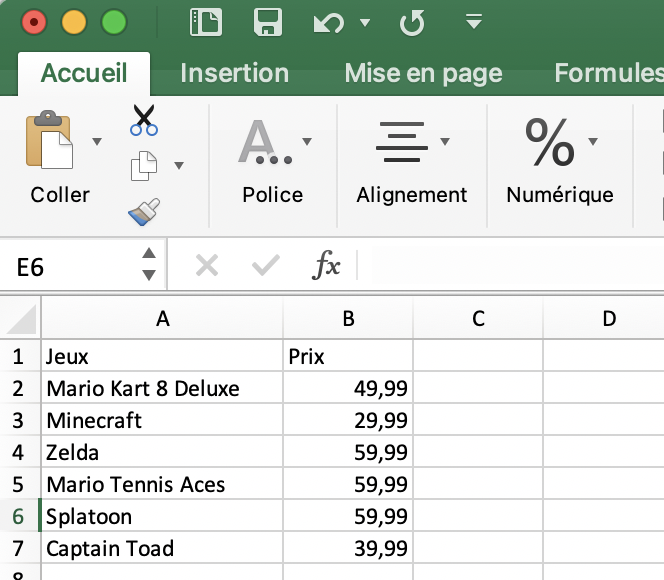 Accueil Insertion Mise en page Formules
Coller Police Alignement Numérique
E6 fx
A B C D
1 Jeux Prix
2 Mario Kart 8 Deluxe 49,99
3 Minecraft 29,99
4 Zelda 59,99
5 Mario Tennis Aces 59,99
6 Splatoon 59,99
7 Captain Toad 39,99
8